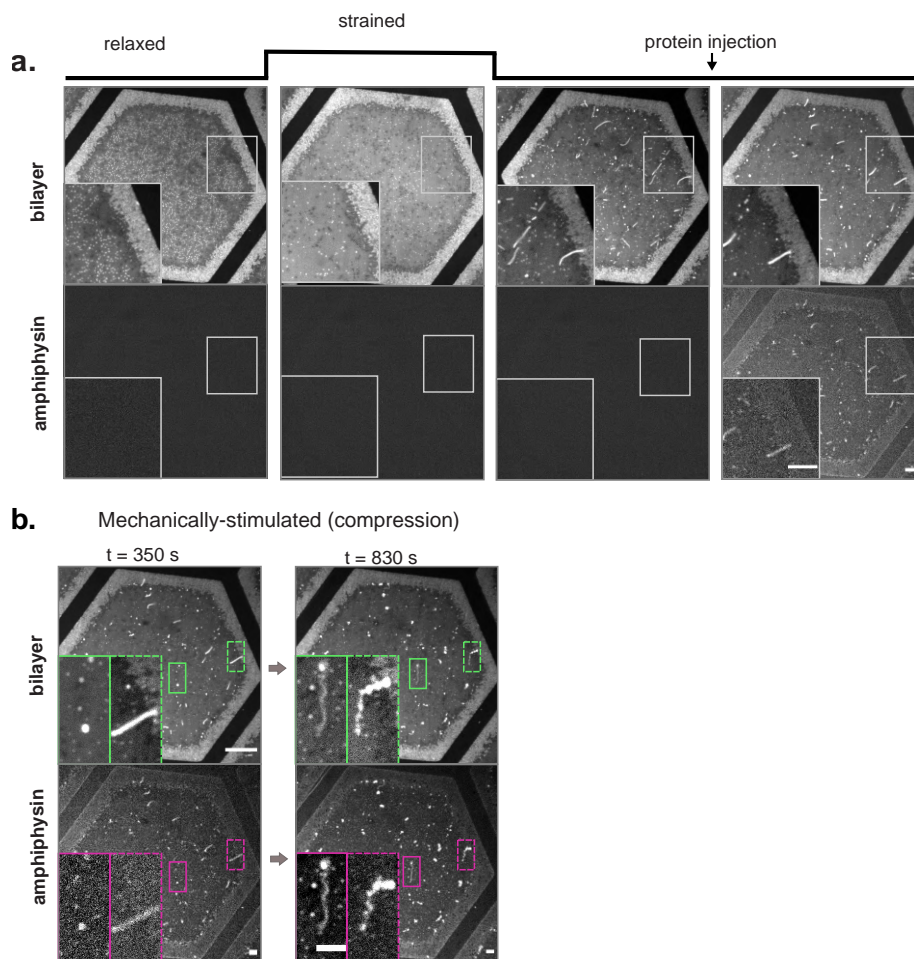 strained
relaxed
protein injection
a.
bilayer
amphiphysin
b.
Mechanically-stimulated (compression)
t = 350 s
t = 830 s
bilayer
amphiphysin